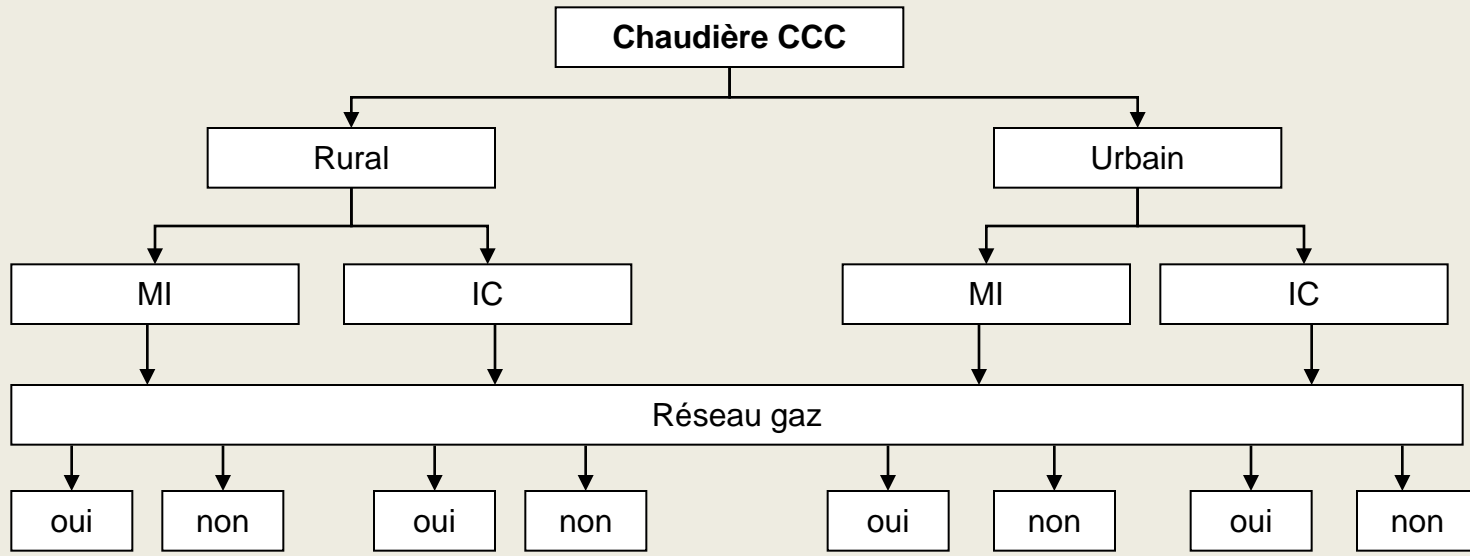 Chaudière CCC
Rural
Urbain
MI
IC
MI
IC
Réseau gaz
oui
non
oui
non
oui
non
oui
non